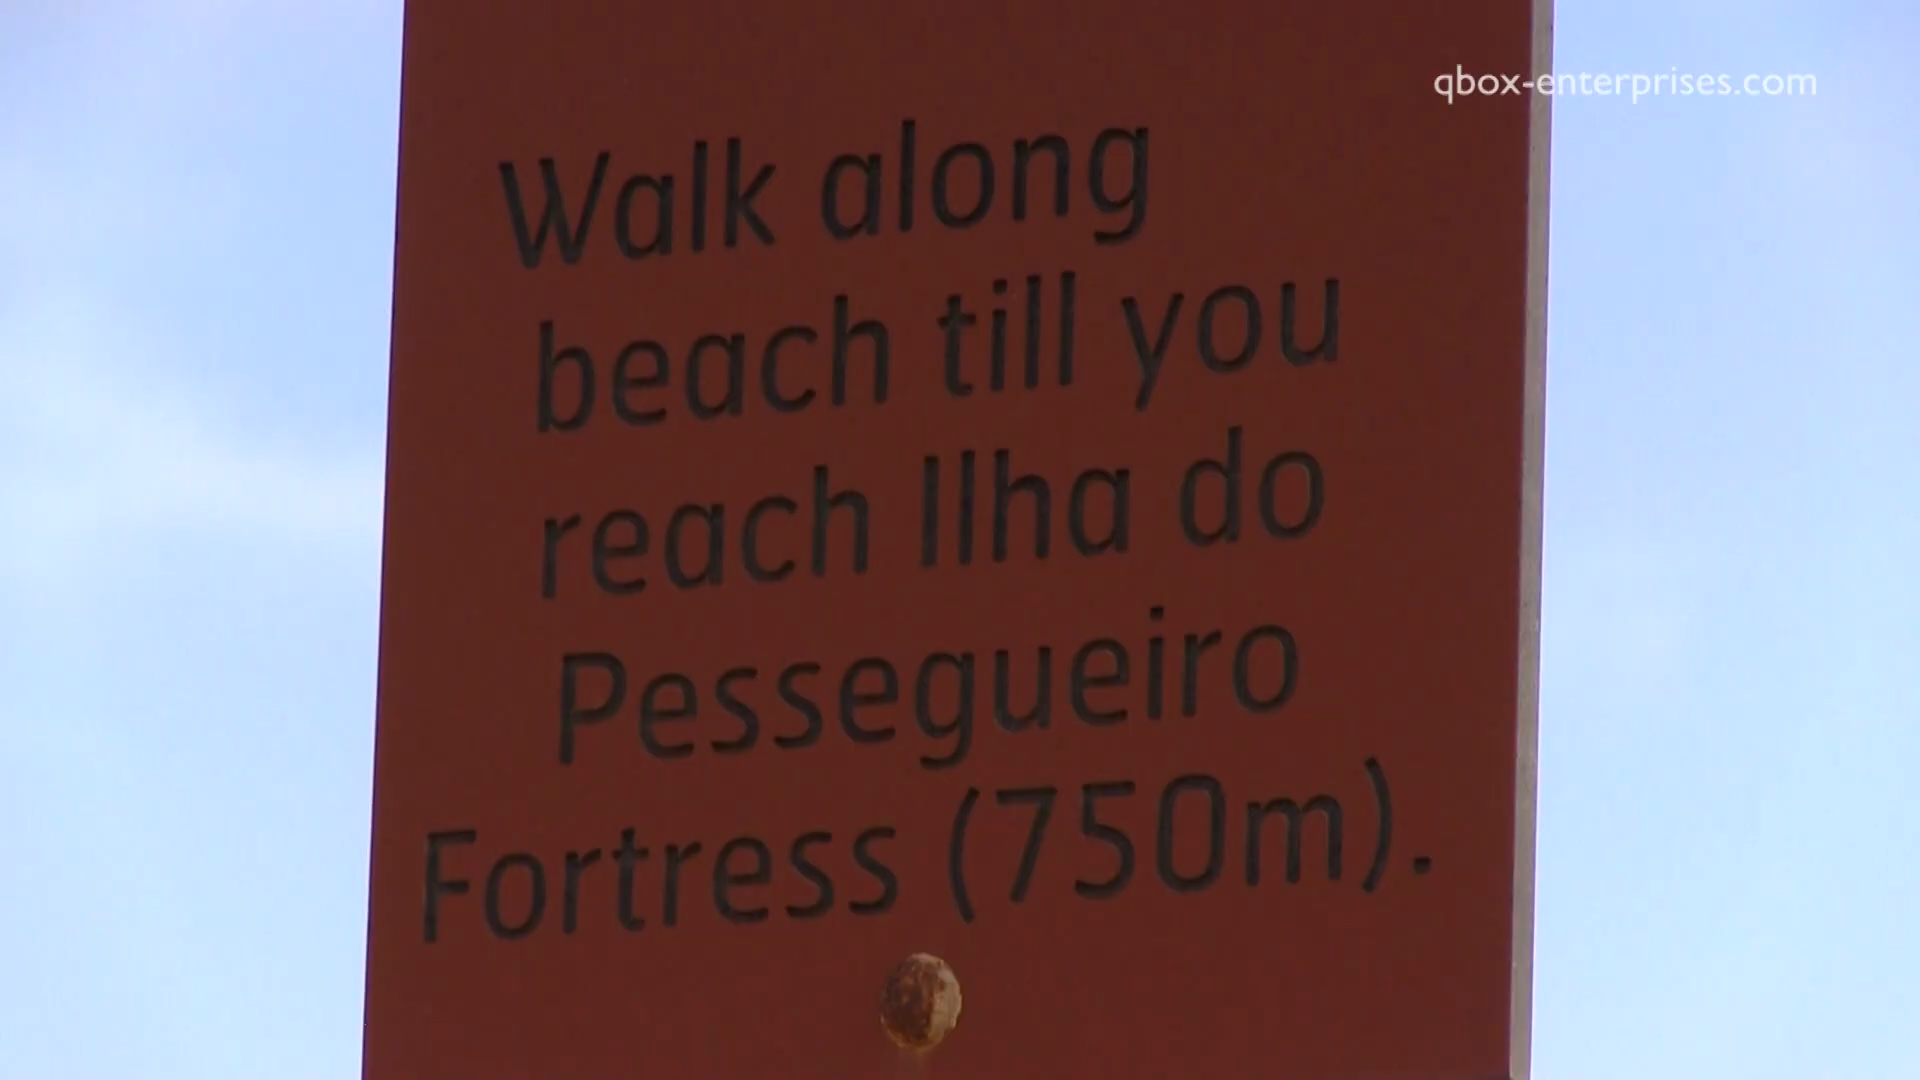 qbox-enterprises.com
Walk along
beach till you
reach Ilha do
Pessegueiro
Fortress (750m).